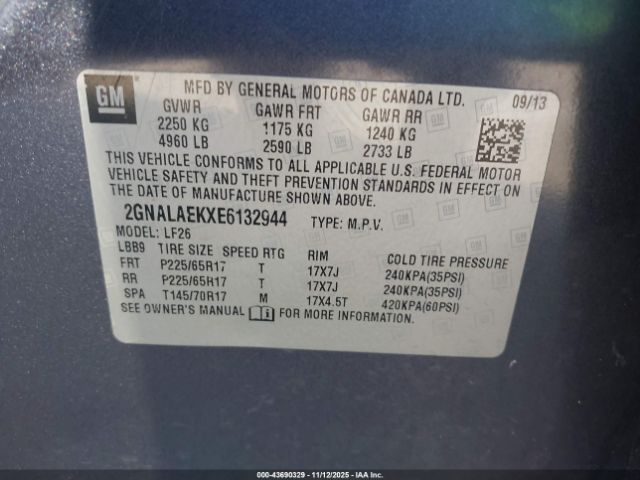 GM
MFD BY GENERAL MOTORS OF CANADA LTD. 09/13
GVWR GAWR FRT GAWR RR
2250 KG 1175 KG 1240 KG
4960 LB 2590 LB 2733 LB
THIS VEHICLE CONFORMS TO ALL APPLICABLE U.S. FEDERAL MOTOR
VEHICLE SAFETY AND THEFT PREVENTION STANDARDS IN EFFECT ON
THE DATE OF MANUFACTURE SHOWN ABOVE.
2GNALAEKXE6132944 TYPE: M.P.V.
MODEL: LF26
LBB9 TIRE SIZE SPEED RTG RIM COLD TIRE PRESSURE
FRT P225/65R17 T 17X7J 240KPA(35PSI)
RR P225/65R17 T 17X7J 240KPA(35PSI)
SPA T145/70R17 M 17X4.5T 420KPA(60PSI)
SEE OWNER'S MANUAL FOR MORE INFORMATION.
000-43690329 - 11/12/2025 - IAAI.COM